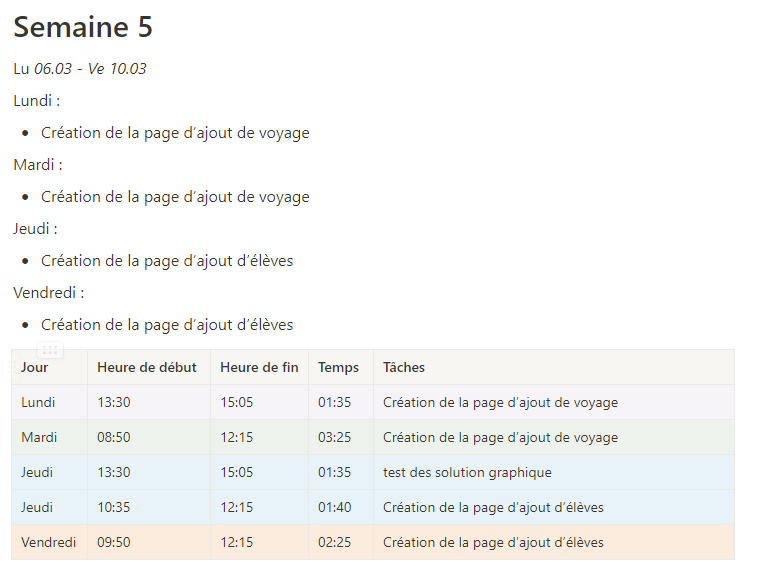 Semaine 5
Lu 06.03 - Ve 10.03
Lundi :
• Création de la page d’ajout de voyage
Mardi :
• Création de la page d’ajout de voyage
Jeudi :
• Création de la page d’ajout d’élèves
Vendredi :
• Création de la page d’ajout d’élèves
Jour Heure de début Heure de fin Temps Tâches
Lundi 13:30 15:05 01:35 Création de la page d’ajout de voyage
Mardi 08:50 12:15 03:25 Création de la page d’ajout de voyage
Jeudi 13:30 15:05 01:35 test des solution graphique
Jeudi 10:35 12:15 01:40 Création de la page d’ajout d’élèves
Vendredi 09:50 12:15 02:25 Création de la page d’ajout d’élèves